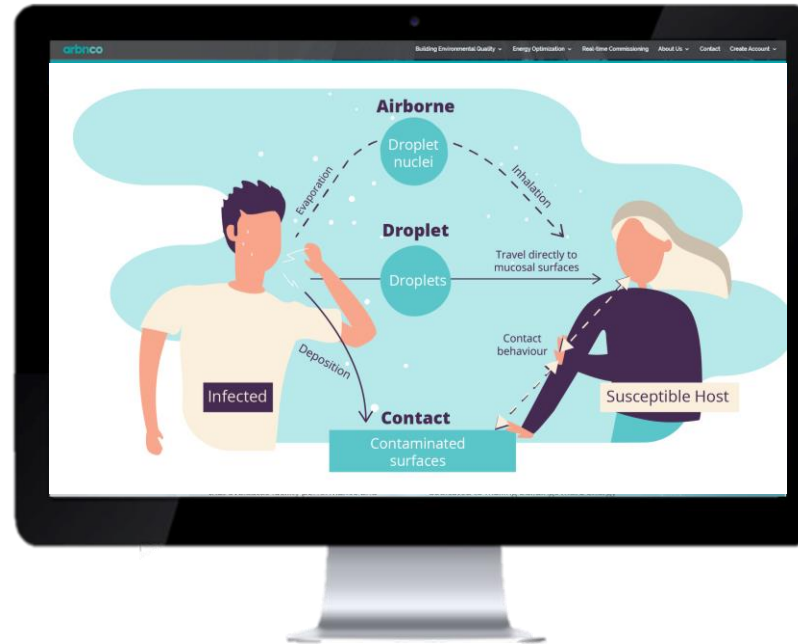 arbnco
Building Environmental Quality Energy Optimization Real-time Commissioning About Us Contact Create Account
Airborne
Droplet
nuclei
Evaporation
Inhalation
Droplet
Droplets
Travel directly to
mucosal surfaces
Contact
behaviour
Deposition
Infected
Susceptible Host
Contact
Contaminated
surfaces